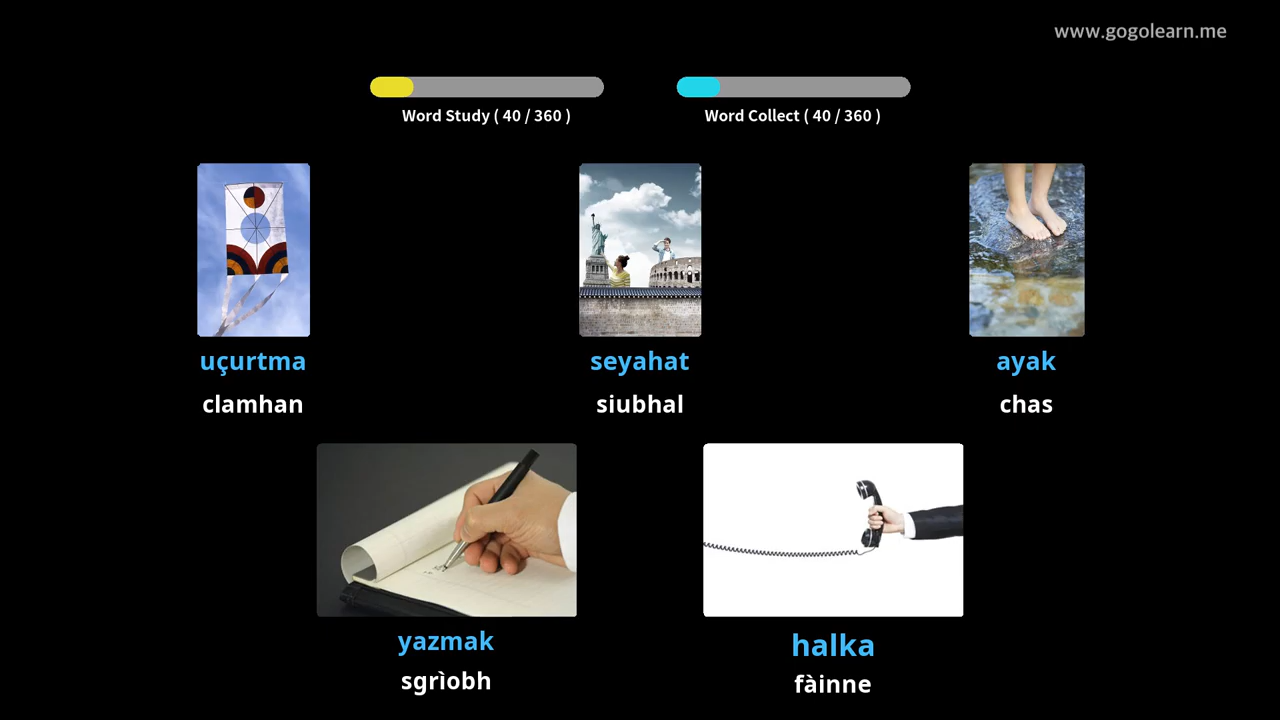 www.gogolearn.me
Word Study ( 40 / 360 )
Word Collect ( 40 / 360 )
uçurtma
clamhan
seyahat
siubhal
ayak
chas
yazmak
sgrìobh
halka
fàinne